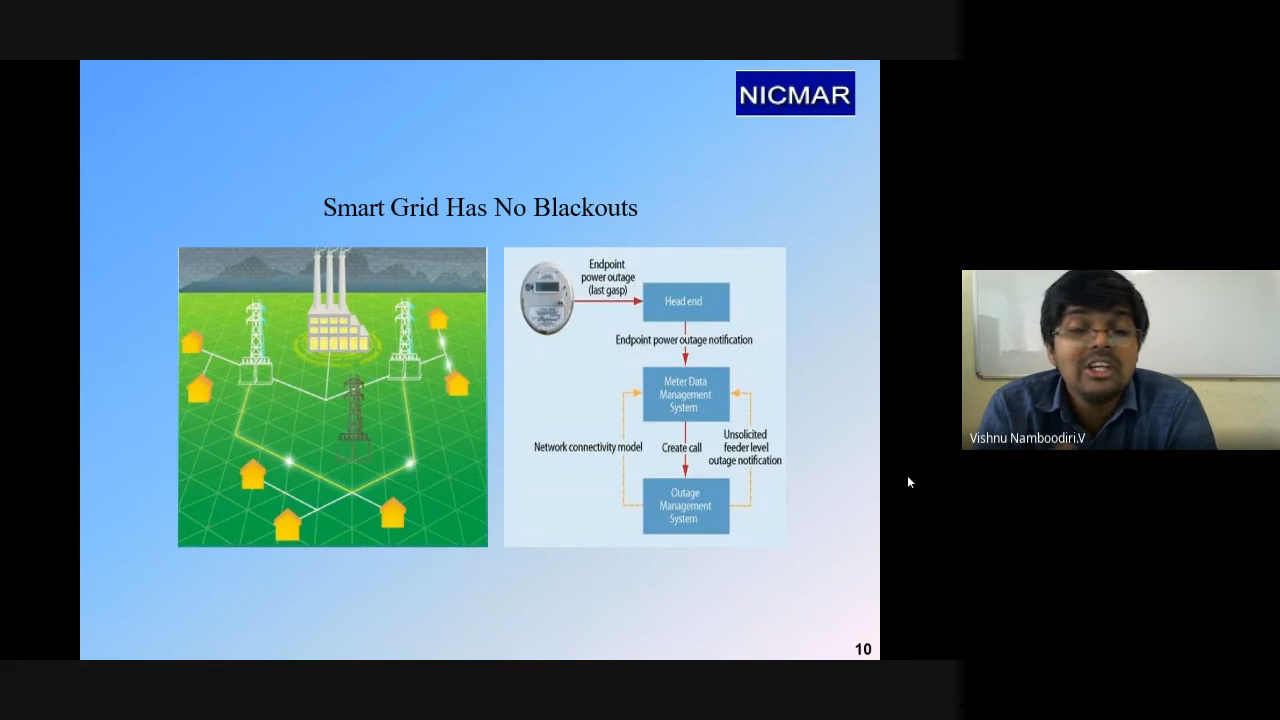 NICMAR
Smart Grid Has No Blackouts
Endpoint
power outage
(last gasp)
Head end
Endpoint power outage notification
Meter Data
Management
System
Network connectivity model
Create call
Unsolicited
feeder level
outage notification
Outage
Management
System
10
Vishnu Namboodiri.V